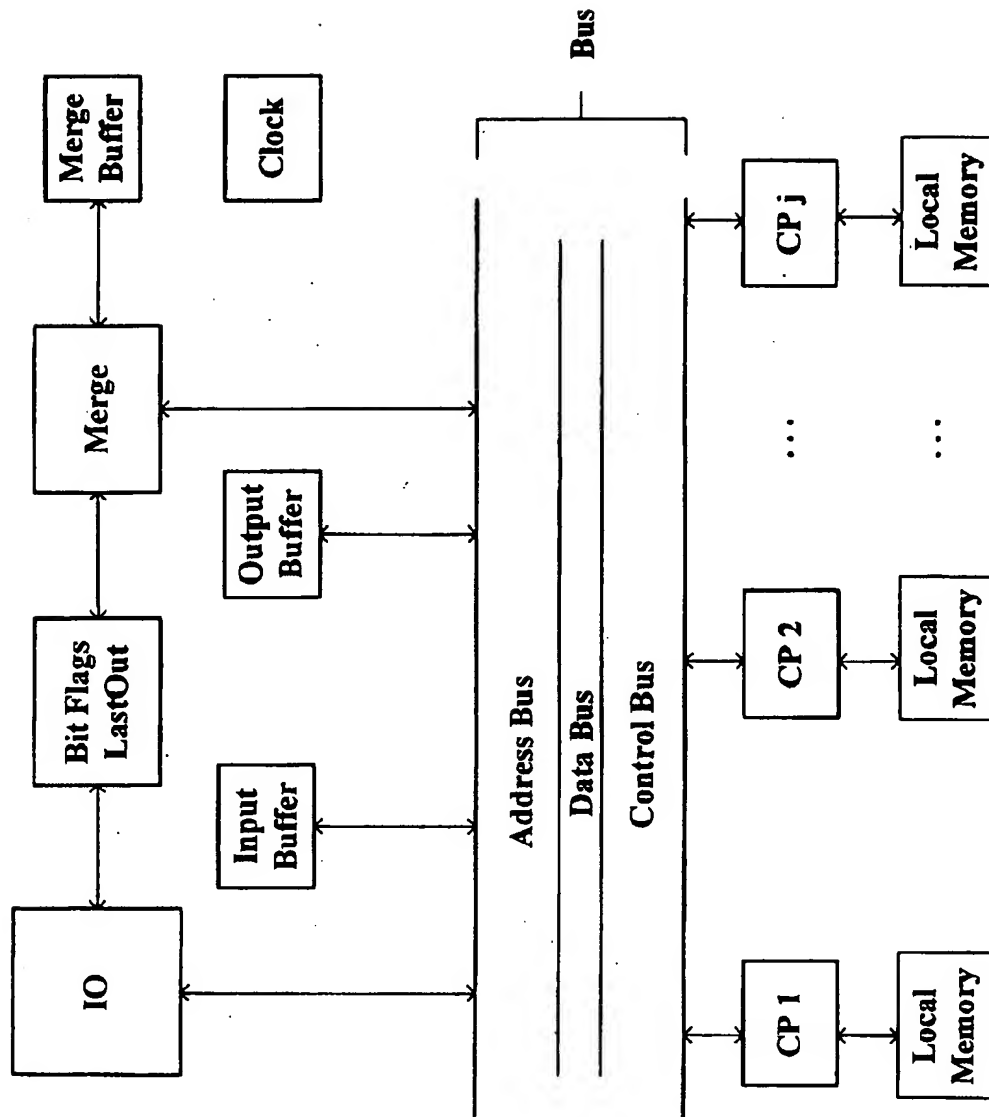 IO
Bit Flags
LastOut
Merge
Merge
Buffer
Input
Buffer
Output
Buffer
Clock
Address Bus
Data Bus
Control Bus
Bus
CP 1
CP 2
...
CP j
Local
Memory
Local
Memory
...
Local
Memory